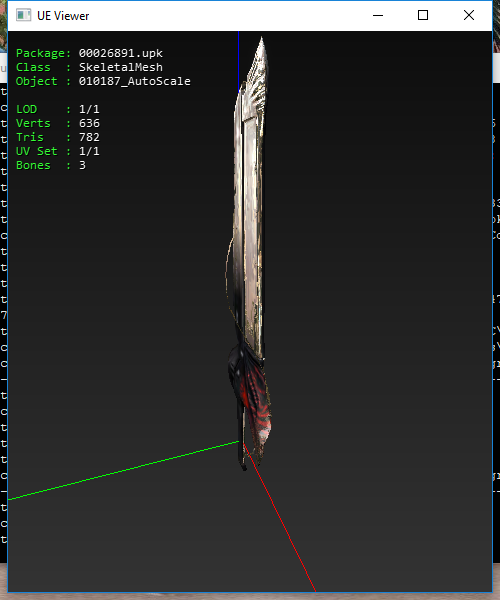 UE Viewer
Package: 00026891.upk
Class  : SkeletalMesh
Object : 010187_AutoScale
LOD    : 1/1
Verts  : 636
Tris   : 782
UV Set : 1/1
Bones  : 3